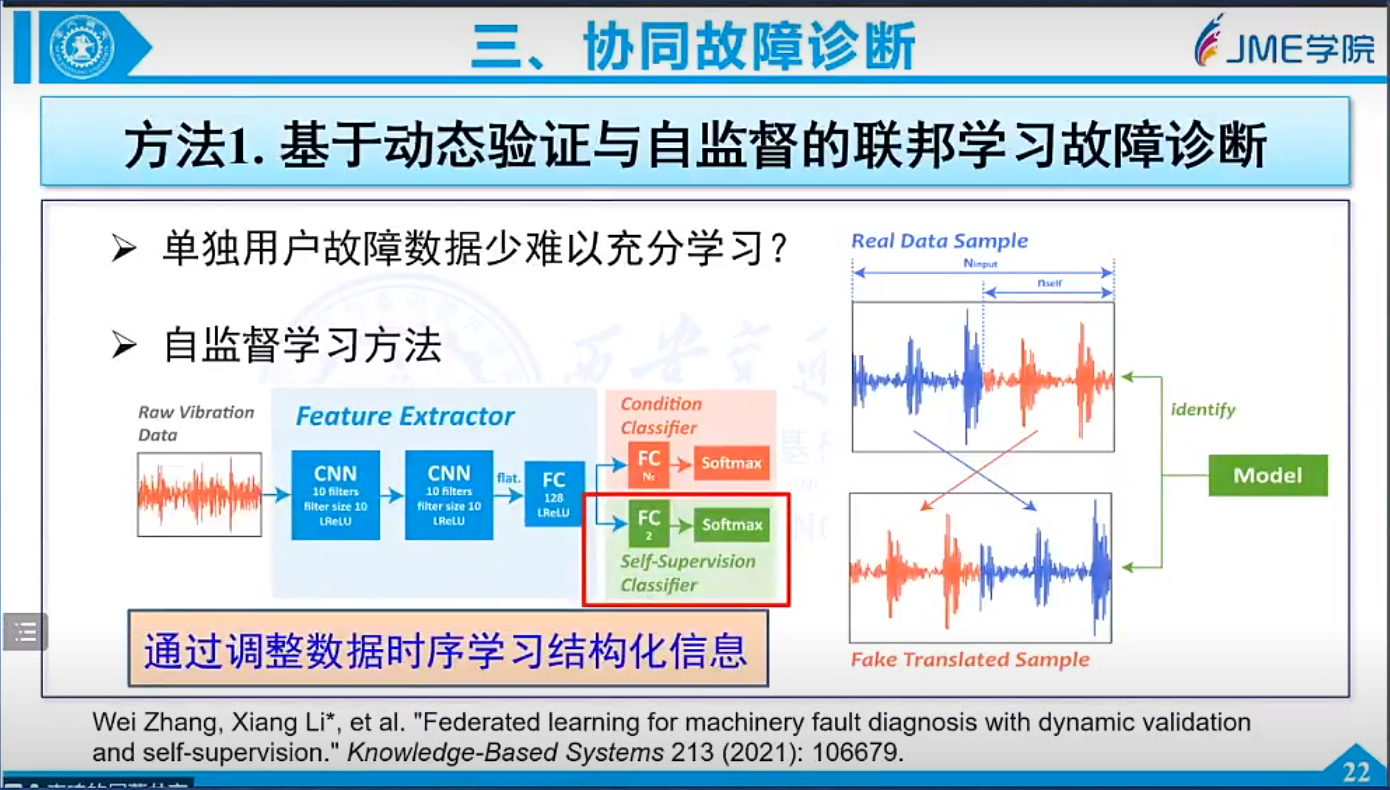 三、协同故障诊断
JME学院
方法1. 基于动态验证与自监督的联邦学习故障诊断
➢ 单独用户故障数据少难以充分学习？
➢ 自监督学习方法
Raw Vibration
Data
Feature Extractor
CNN
10 filters
filter size 10
LReLU
CNN
10 filters
filter size 10
LReLU
flat.
FC
128
LReLU
Condition
Classifier
FC
Nc
Softmax
FC
2
Softmax
Self-Supervision
Classifier
通过调整数据时序学习结构化信息
Real Data Sample
Ninput
nself
identify
Model
Fake Translated Sample
Wei Zhang, Xiang Li*, et al. "Federated learning for machinery fault diagnosis with dynamic validation
and self-supervision." Knowledge-Based Systems 213 (2021): 106679.
22